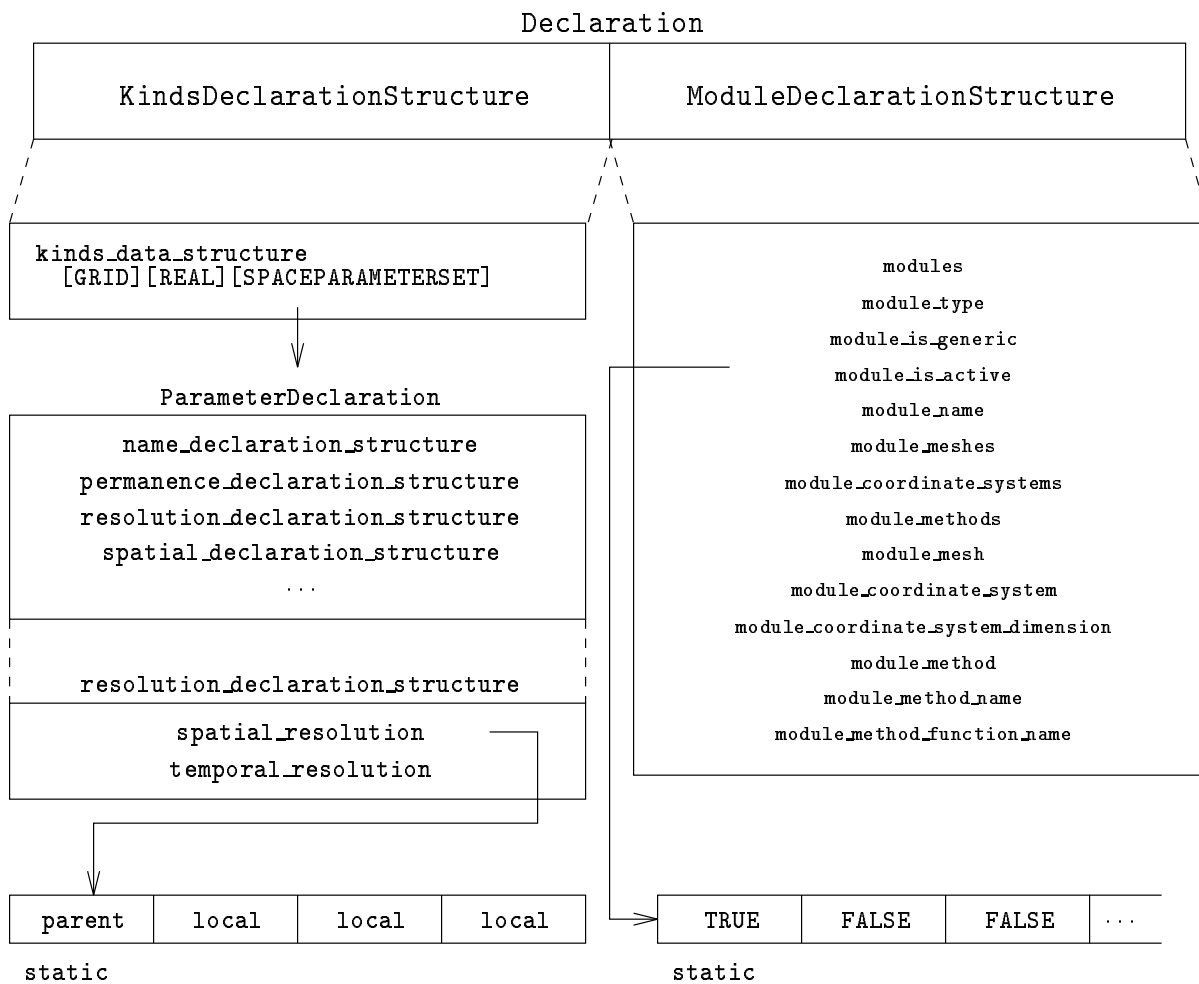 Declaration
KindsDeclarationStructure
ModuleDeclarationStructure
kinds_data_structure
[GRID][REAL][SPACEPARAMETERSET]
ParameterDeclaration
name_declaration_structure
permanence_declaration_structure
resolution_declaration_structure
spatial_declaration_structure
...
resolution_declaration_structure
spatial_resolution
temporal_resolution
parent local local local
static
modules
module_type
module_is_generic
module_is_active
module_name
module_meshes
module_coordinate_systems
module_methods
module_mesh
module_coordinate_system
module_coordinate_system_dimension
module_method
module_method_name
module_method_function_name
TRUE FALSE FALSE ...
static